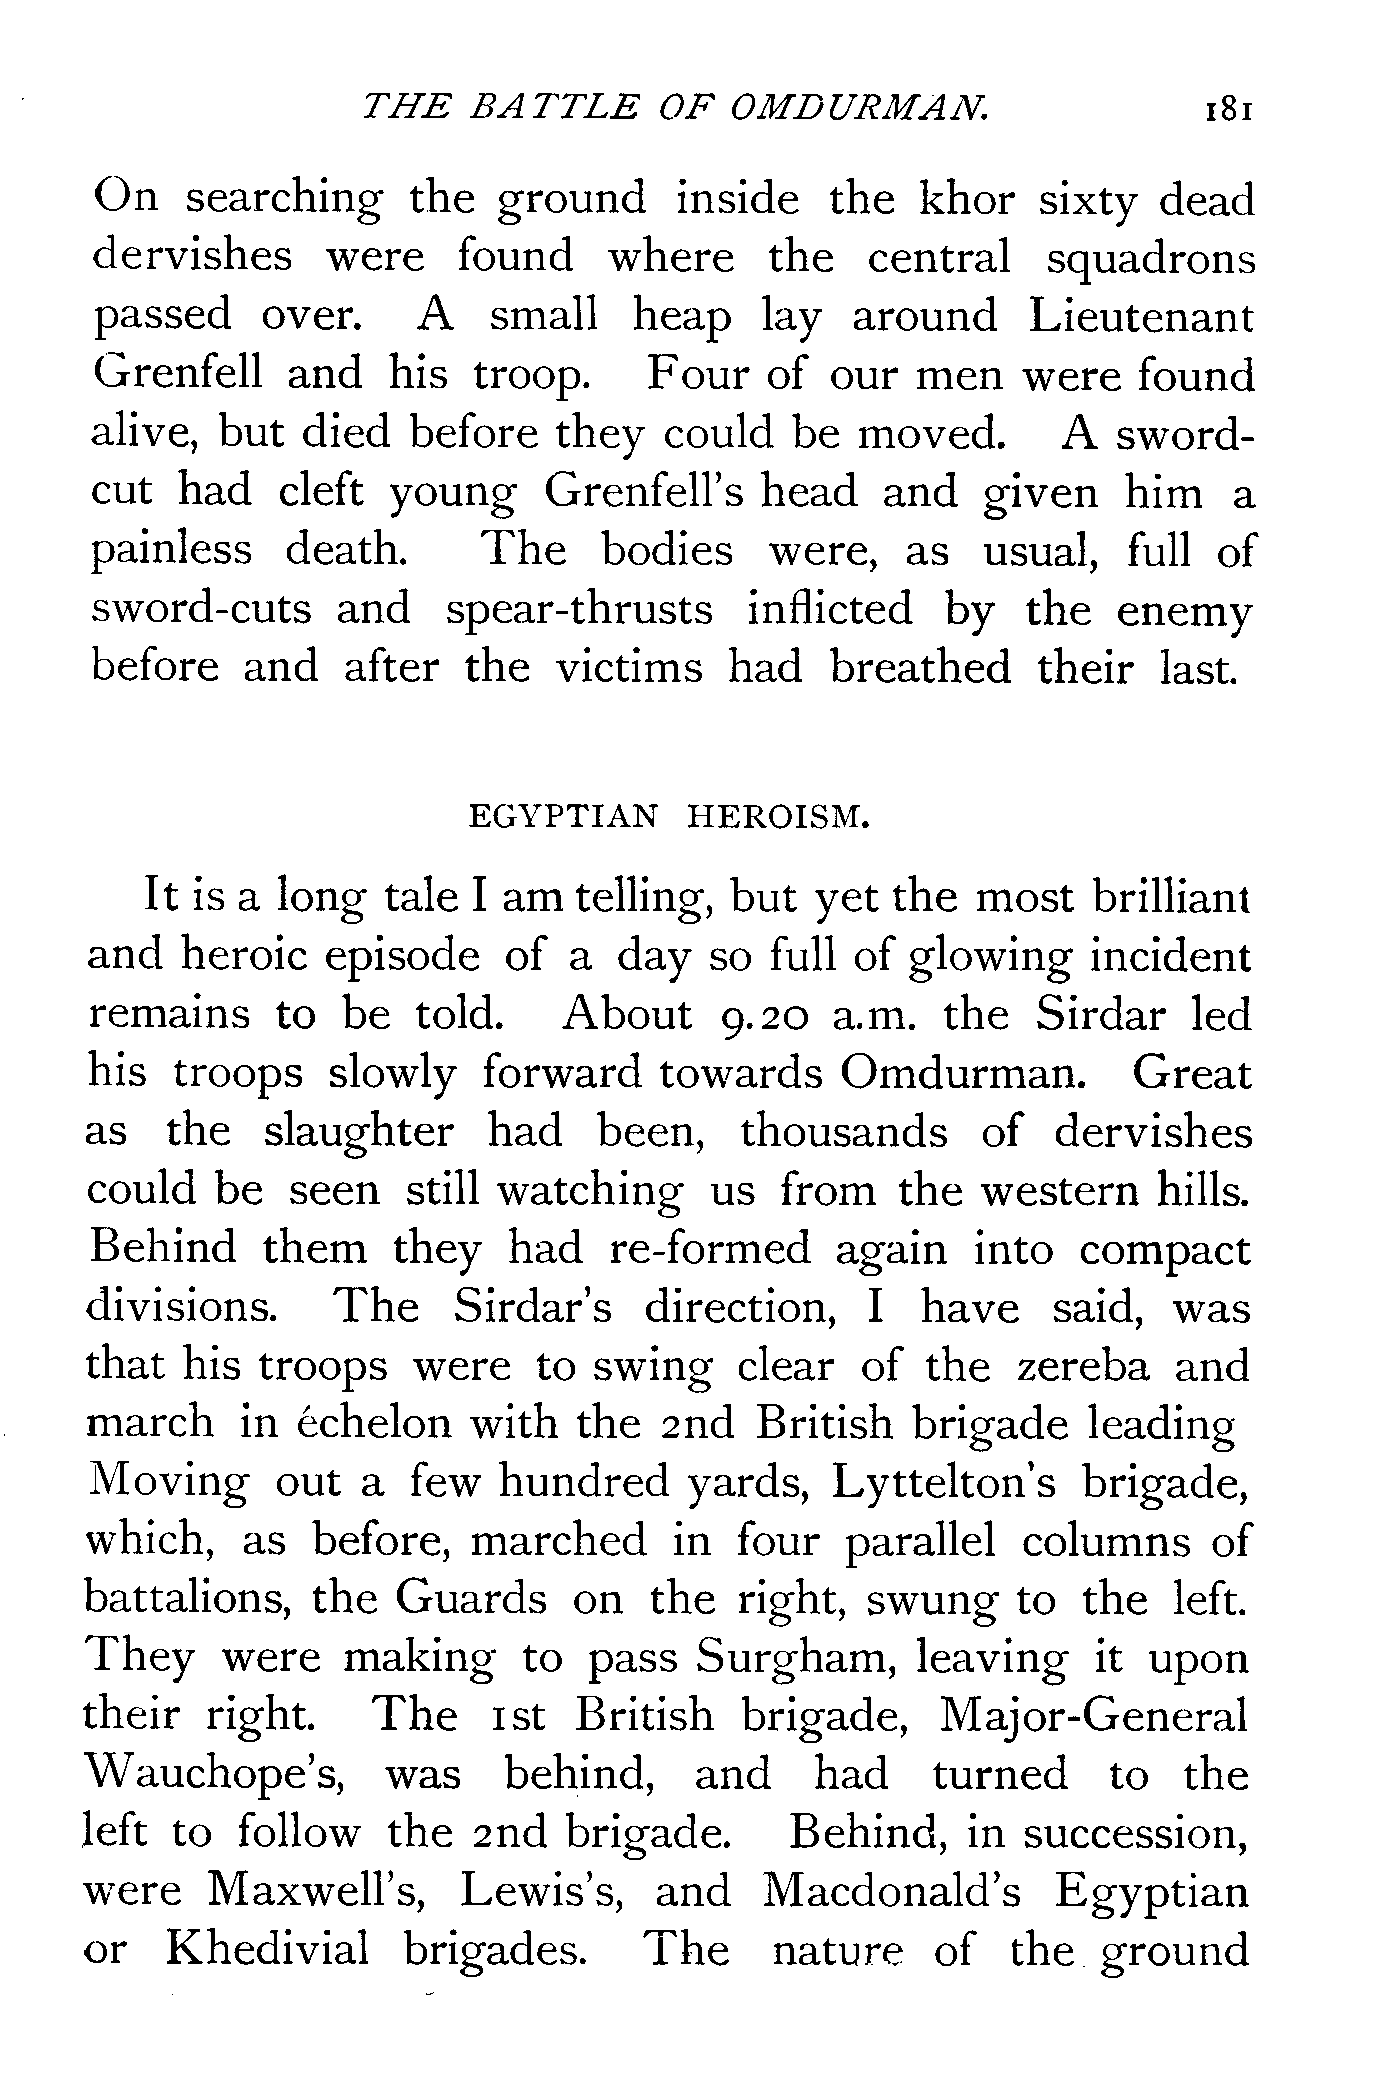 THE BATTLE OF OMDURMAN. 181
On searching the ground inside the khor sixty dead
dervishes were found where the central squadrons
passed over. A small heap lay around Lieutenant
Grenfell and his troop. Four of our men were found
alive, but died before they could be moved. A sword-
cut had cleft young Grenfell's head and given him a
painless death. The bodies were, as usual, full of
sword-cuts and spear-thrusts inflicted by the enemy
before and after the victims had breathed their last.
EGYPTIAN HEROISM.
It is a long tale I am telling, but yet the most brilliant
and heroic episode of a day so full of glowing incident
remains to be told. About 9.20 a.m. the Sirdar led
his troops slowly forward towards Omdurman. Great
as the slaughter had been, thousands of dervishes
could be seen still watching us from the western hills.
Behind them they had re-formed again into compact
divisions. The Sirdar's direction, I have said, was
that his troops were to swing clear of the zereba and
march in échelon with the 2nd British brigade leading
Moving out a few hundred yards, Lyttelton's brigade,
which, as before, marched in four parallel columns of
battalions, the Guards on the right, swung to the left.
They were making to pass Surgham, leaving it upon
their right. The 1st British brigade, Major-General
Wauchope's, was behind, and had turned to the
left to follow the 2nd brigade. Behind, in succession,
were Maxwell's, Lewis's, and Macdonald's Egyptian
or Khedivial brigades. The nature of the ground